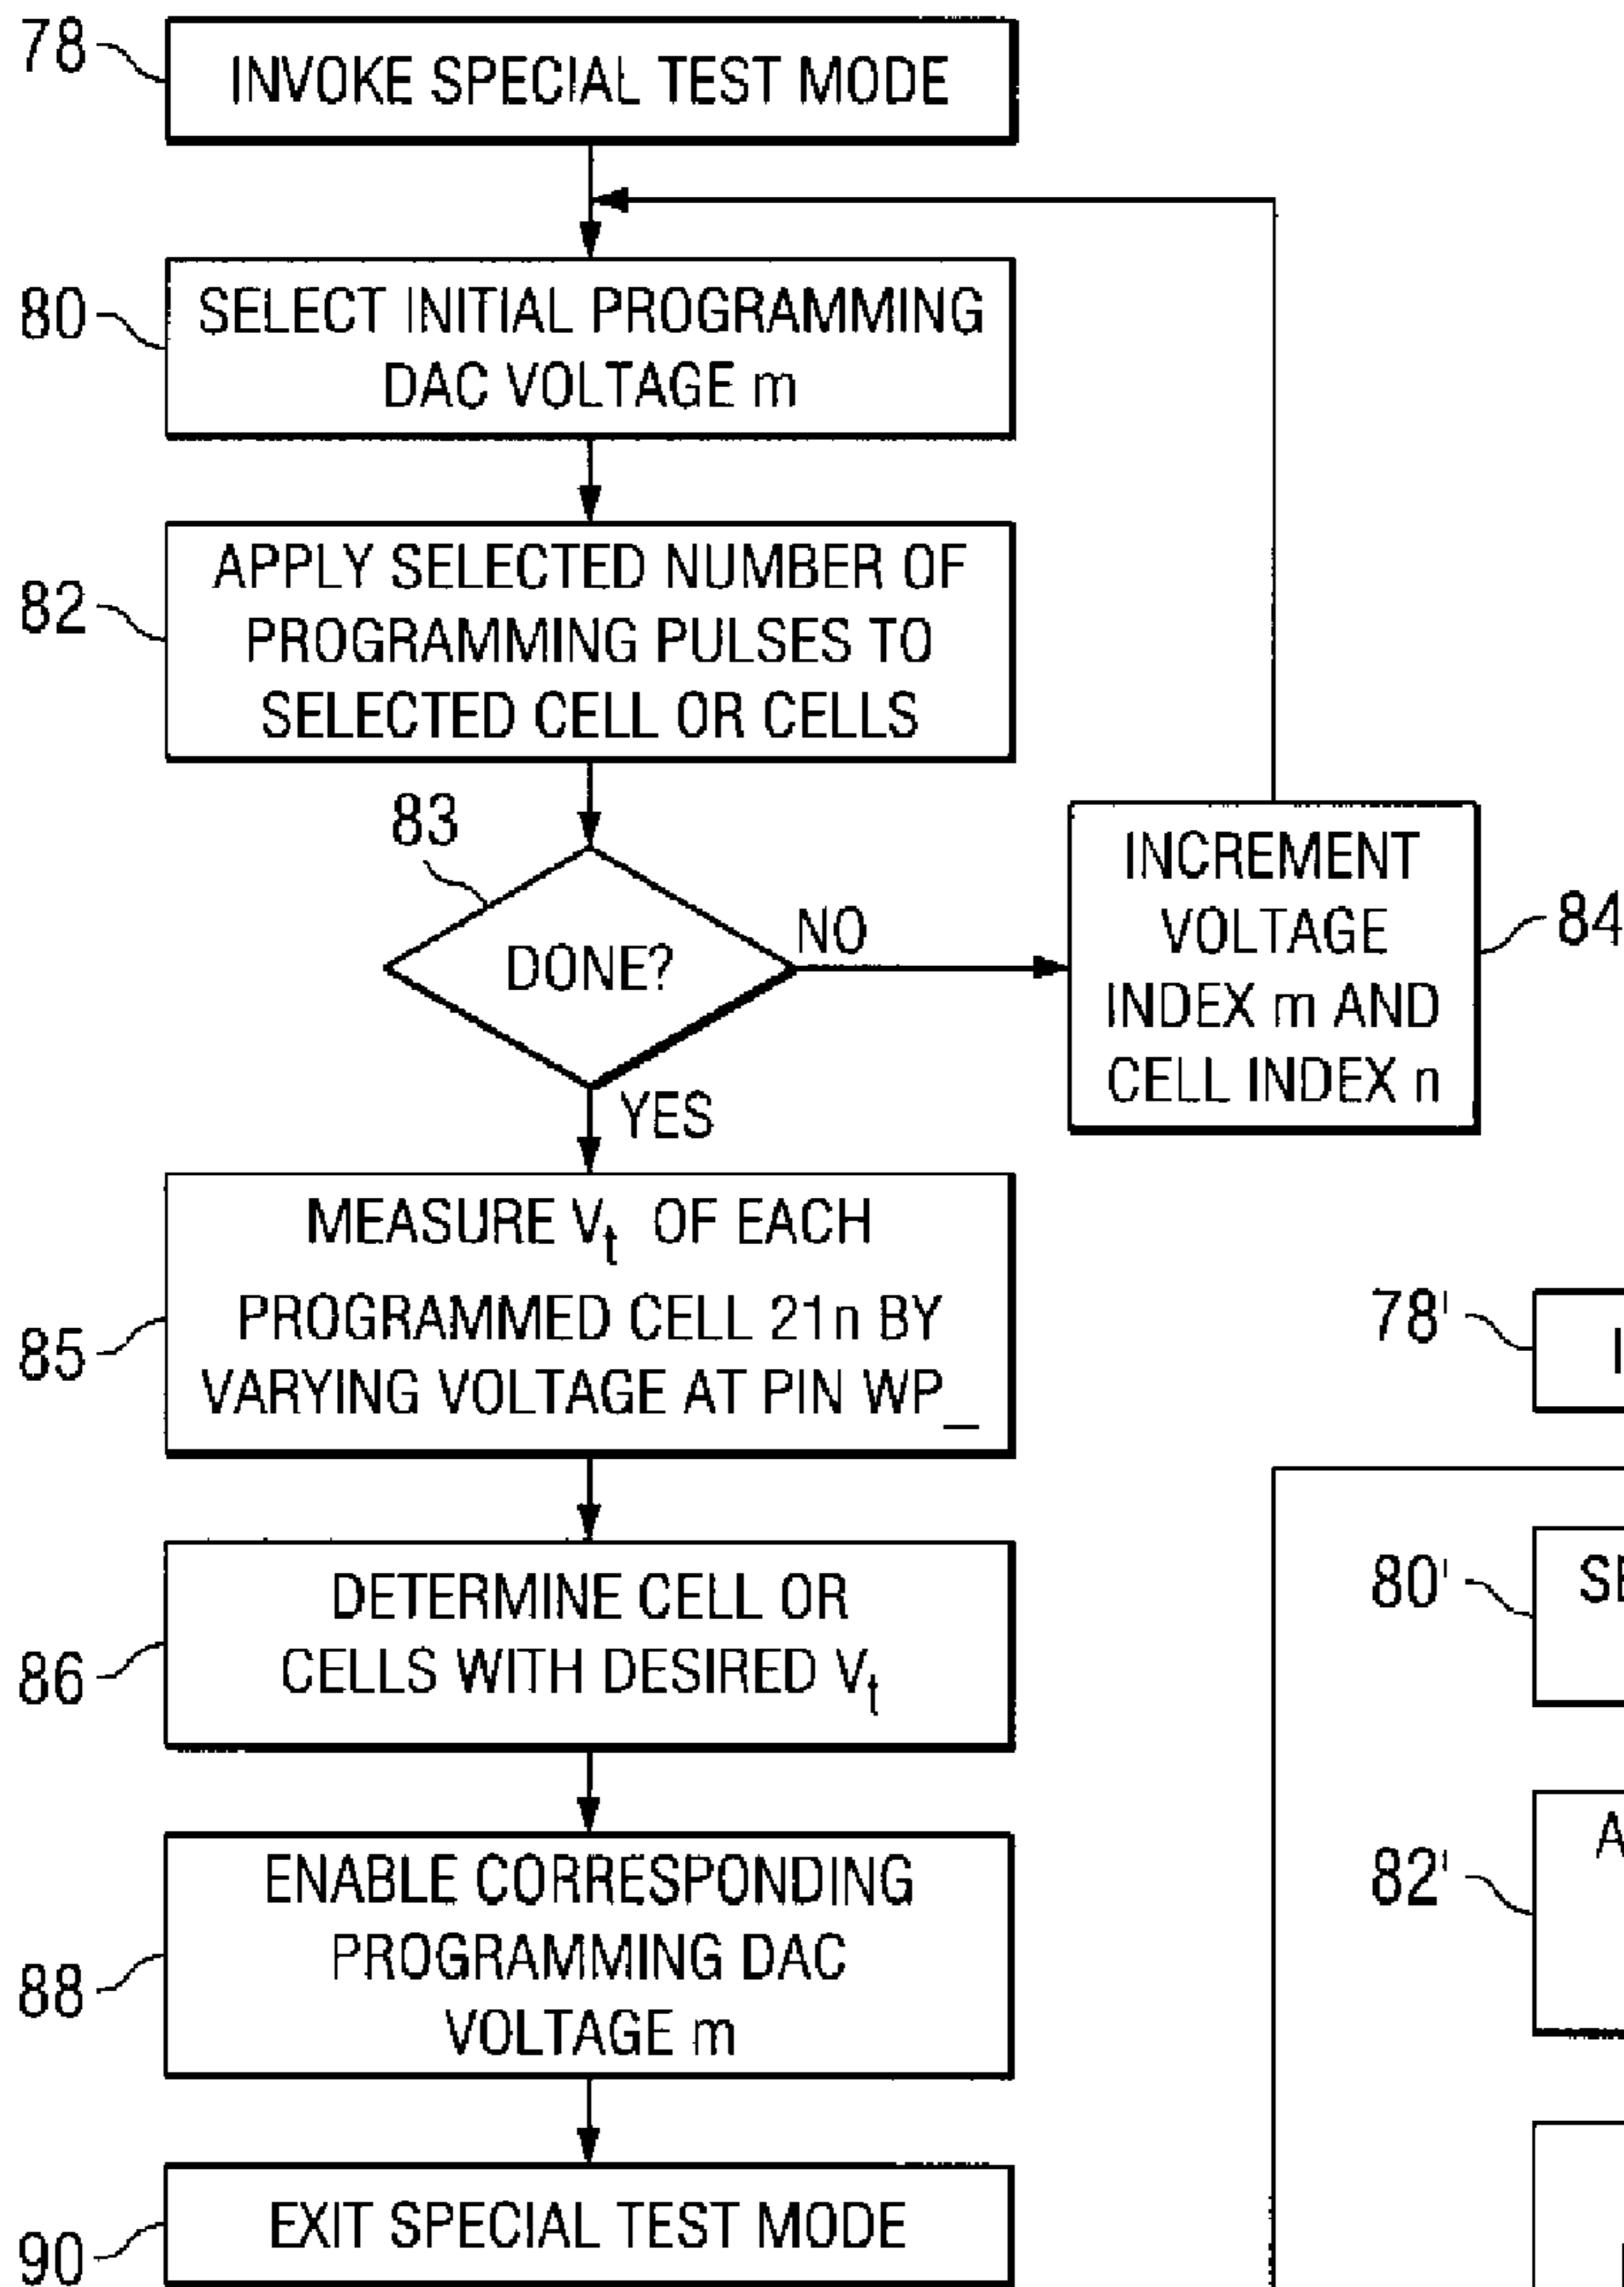 78
INVOKE SPECIAL TEST MODE
80
SELECT INITIAL PROGRAMMING
DAC VOLTAGE m
82
APPLY SELECTED NUMBER OF
PROGRAMMING PULSES TO
SELECTED CELL OR CELLS
83
DONE?
NO
YES
INCREMENT
VOLTAGE
INDEX m AND
CELL INDEX n
84
85
MEASURE Vt OF EACH
PROGRAMMED CELL 21n BY
VARYING VOLTAGE AT PIN WP_
86
DETERMINE CELL OR
CELLS WITH DESIRED Vt
88
ENABLE CORRESPONDING
PROGRAMMING DAC
VOLTAGE m
90
EXIT SPECIAL TEST MODE
78'
80'
82'